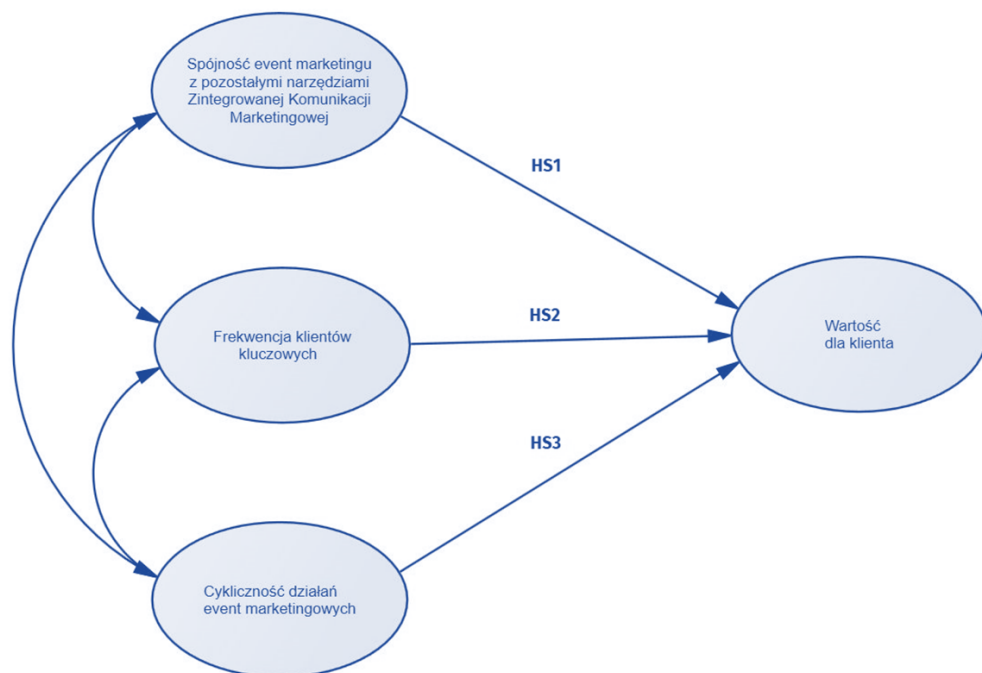 Spójność event marketingu
z pozostałymi narzędziami
Zintegrowanej Komunikacji
Marketingowej
HS1
Frekwencja klientów
kluczowych
HS2
Wartość
dla klienta
HS3
Cykliczność działań
event marketingowych